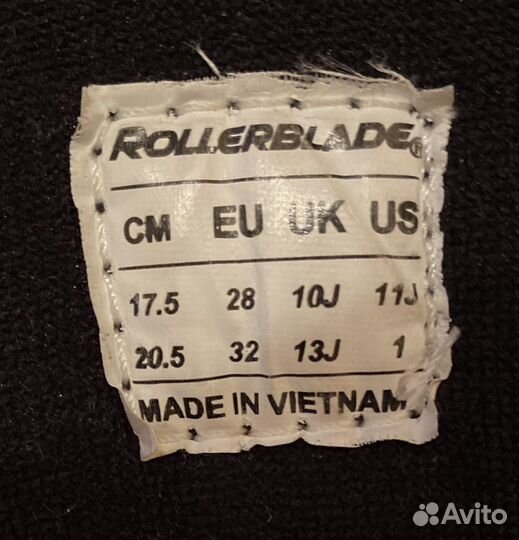 ROLLERBLADE®
CM EU UK US
17.5 28 10J 11J
20.5 32 13J 1
MADE IN VIETNAM
Avito